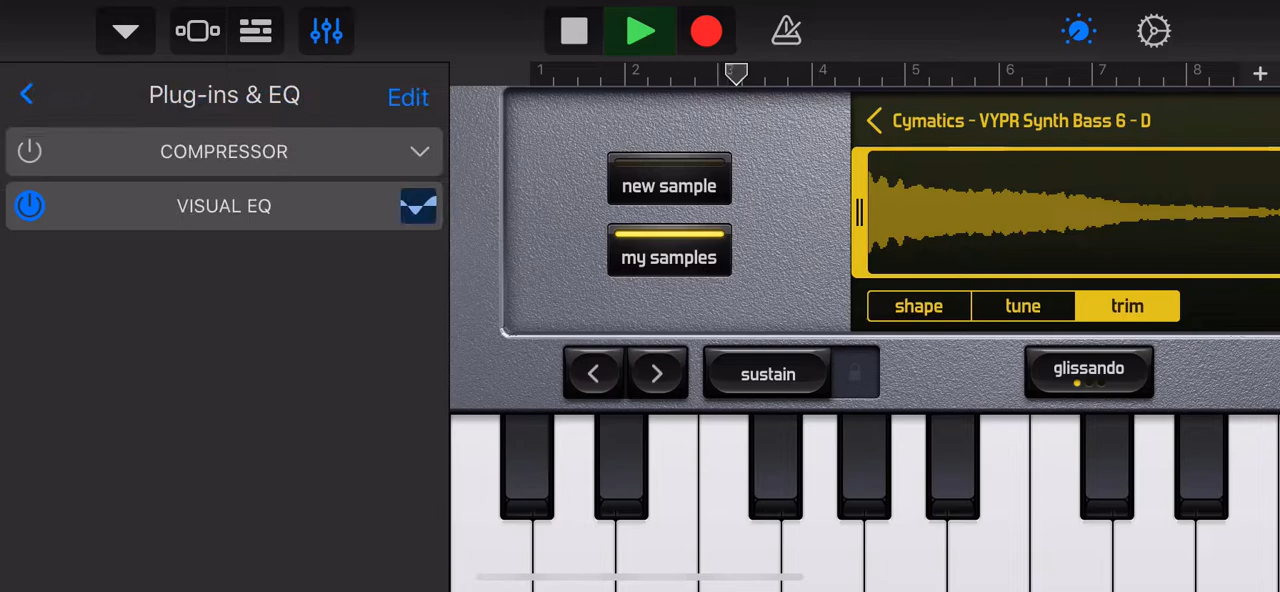 1 2 3 4 5 6 7 8
Plug-ins & EQ
Edit
COMPRESSOR
VISUAL EQ
Cymatics - VYPR Synth Bass 6 - D
new sample
my samples
shape tune trim
sustain
glissando